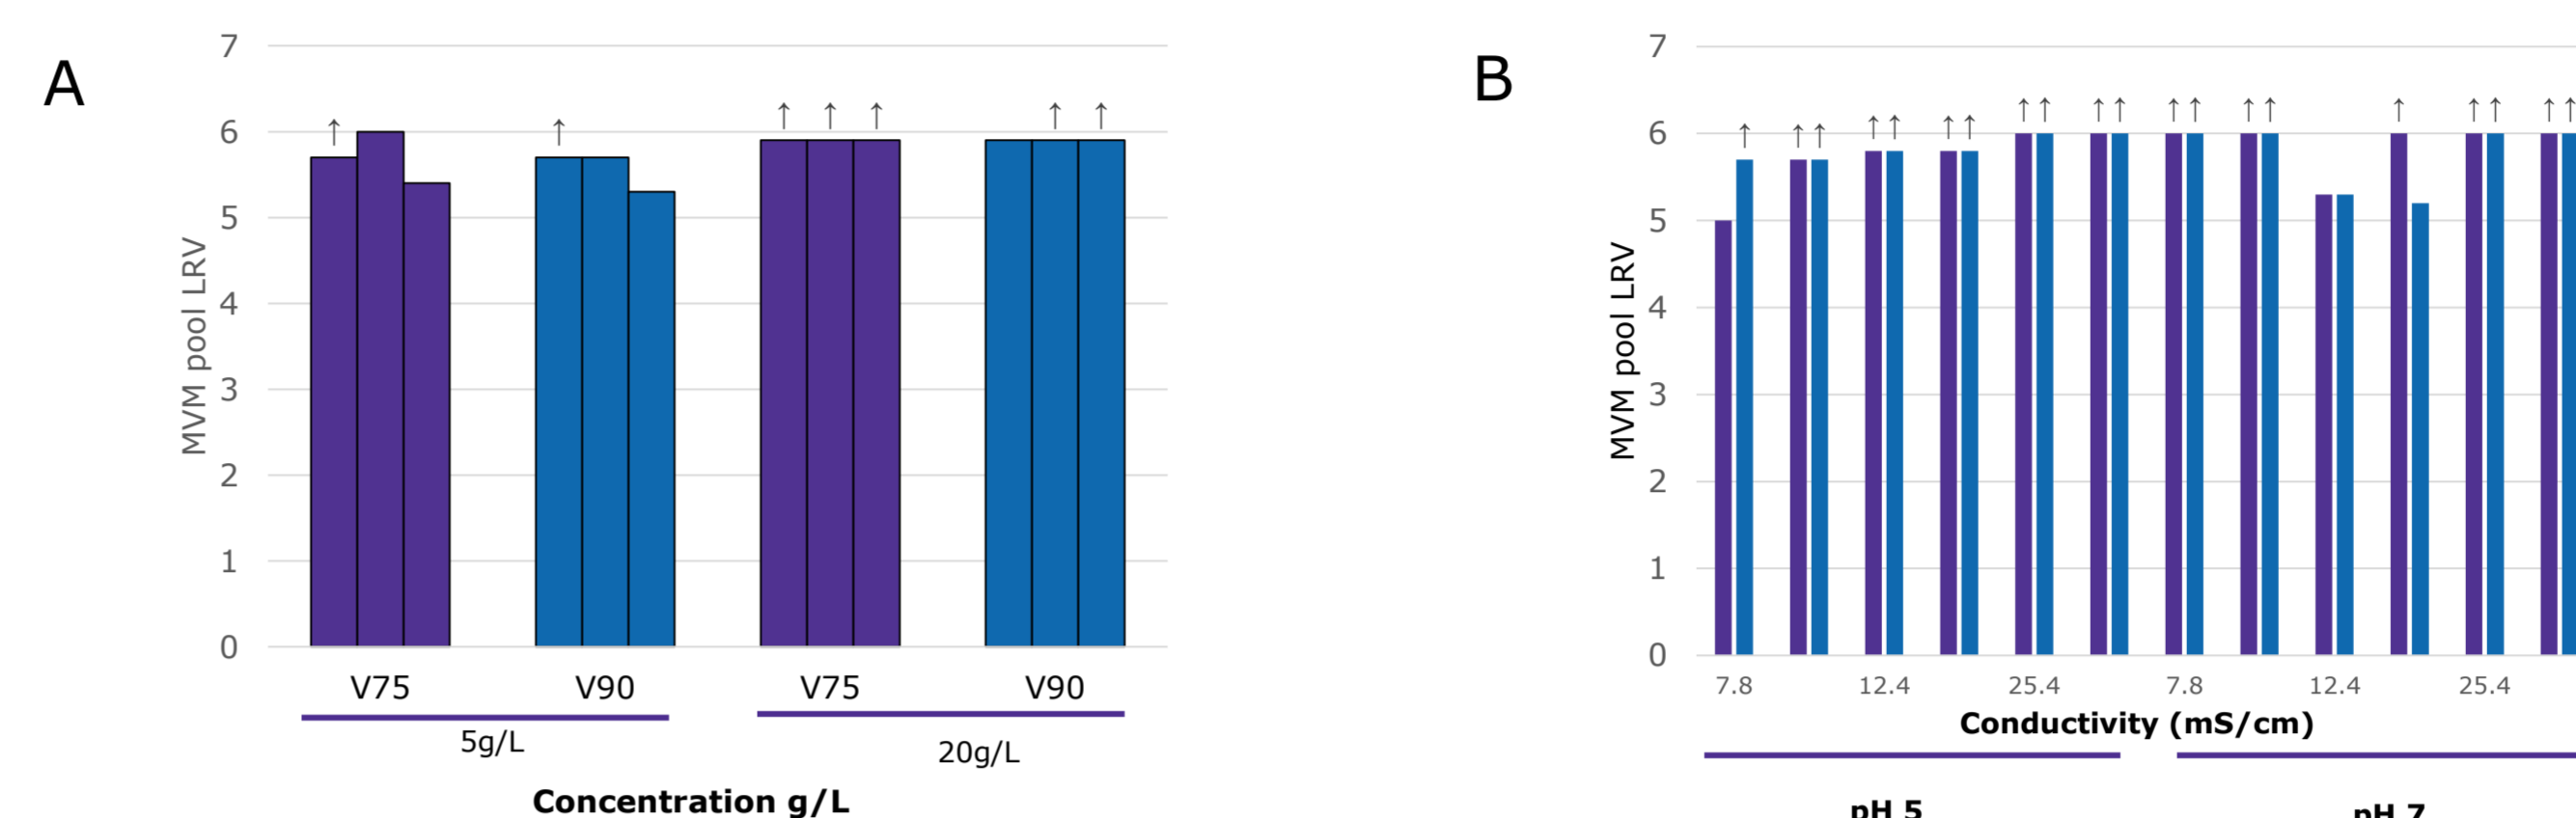 A
7
6
5
4
3
2
1
0
MVM pool LRV
↑ ↑ ↑ ↑ ↑ ↑ ↑
V75 V90 V75 V90
5g/L 20g/L
Concentration g/L
B
7
6
5
4
3
2
1
0
MVM pool LRV
↑ ↑ ↑ ↑ ↑ ↑ ↑ ↑ ↑ ↑ ↑ ↑ ↑ ↑ ↑ ↑ ↑ ↑ ↑ ↑
7.8 12.4 25.4 7.8 12.4 25.4
Conductivity (mS/cm)
pH 5 pH 7